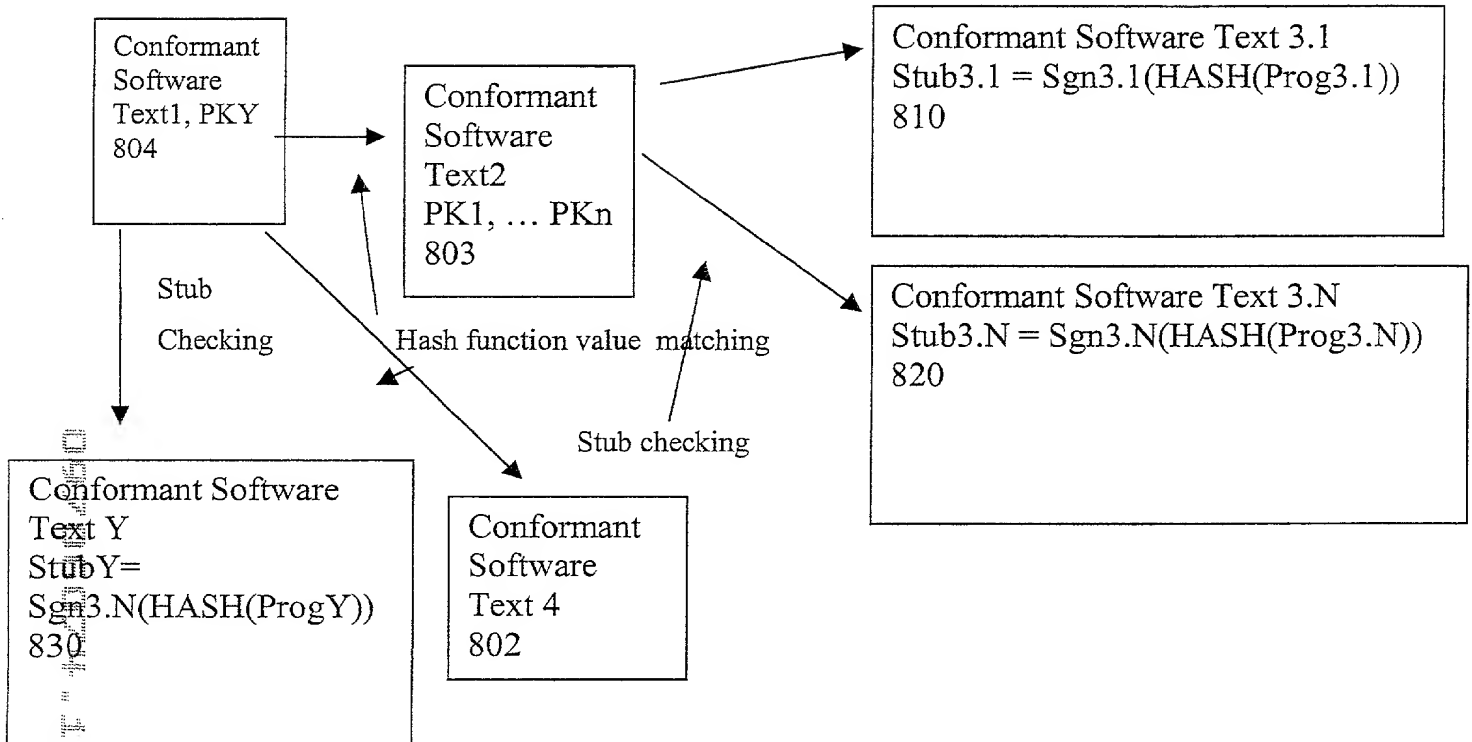 Conformant
Software
Text1, PKY
804
Conformant
Software
Text2
PK1, … PKn
803
Conformant Software Text 3.1
Stub3.1 = Sgn3.1(HASH(Prog3.1))
810
Conformant Software Text 3.N
Stub3.N = Sgn3.N(HASH(Prog3.N))
820
Stub
Checking
Hash function value matching
Stub checking
Conformant Software
Text Y
StubY=
Sgn3.N(HASH(ProgY))
830
Conformant
Software
Text 4
802